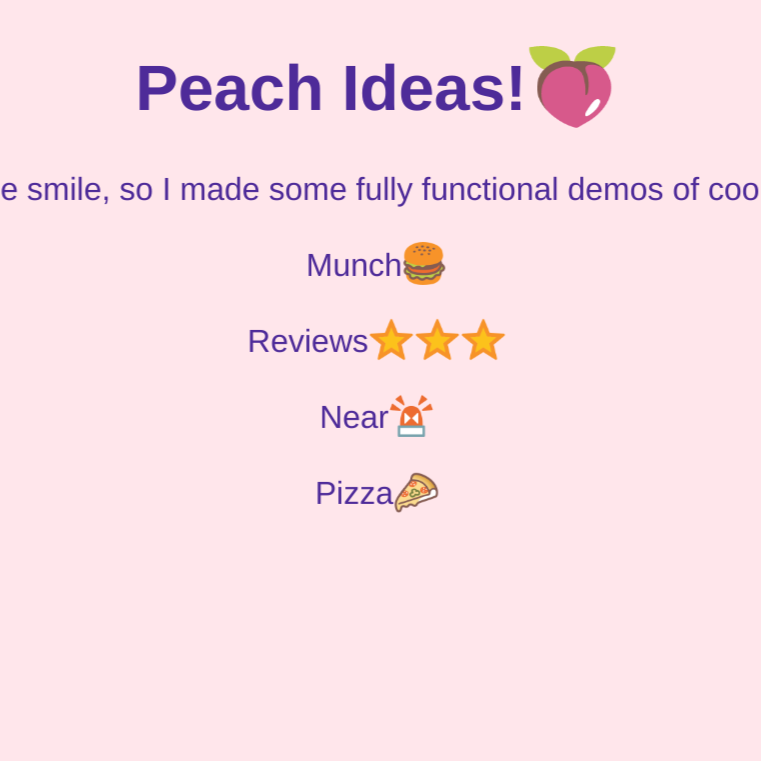 Peach Ideas!🍑
e smile, so I made some fully functional demos of coo
Munch🍔
Reviews⭐⭐⭐
Near🚨
Pizza🍕